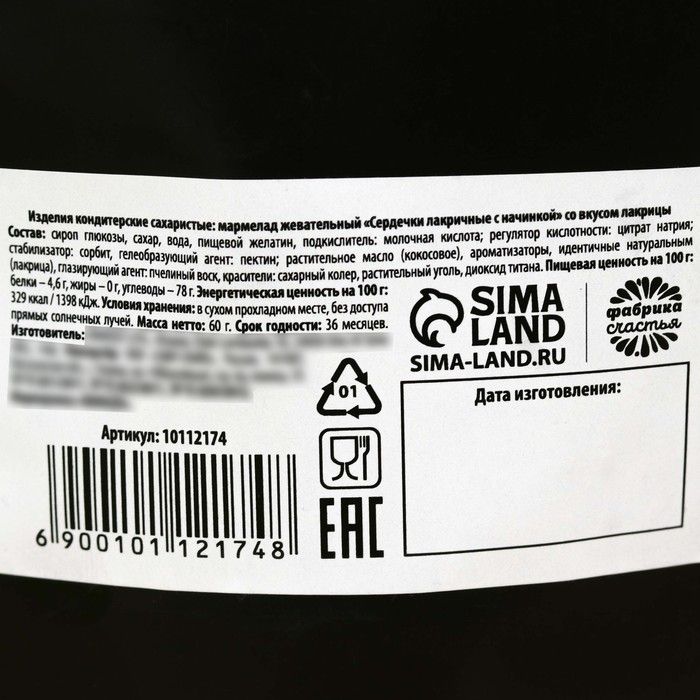 Изделия кондитерские сахаристые: мармелад жевательный «Сердечки лакричные с начинкой» со вкусом лакрицы
Состав: сироп глюкозы, сахар, вода, пищевой желатин, подкислитель: молочная кислота; регулятор кислотности: цитрат натрия;
стабилизатор: сорбит, гелеобразующий агент: пектин; растительное масло (кокосовое), ароматизаторы, идентичные натуральным
(лакрица), глазирующий агент: пчелиный воск, красители: сахарный колер, растительный уголь, диоксид титана. Пищевая ценность на 100 г:
белки – 4,6 г, жиры – 0 г, углеводы – 78 г. Энергетическая ценность на 100 г:
329 ккал / 1398 кДж. Условия хранения: в сухом прохладном месте, без доступа
прямых солнечных лучей. Масса нетто: 60 г. Срок годности: 36 месяцев.
Изготовитель:
SIMA
LAND
SIMA-LAND.RU
фабрика
счастья
01
Дата изготовления:
Артикул: 10112174
EAC
6 900101 121748